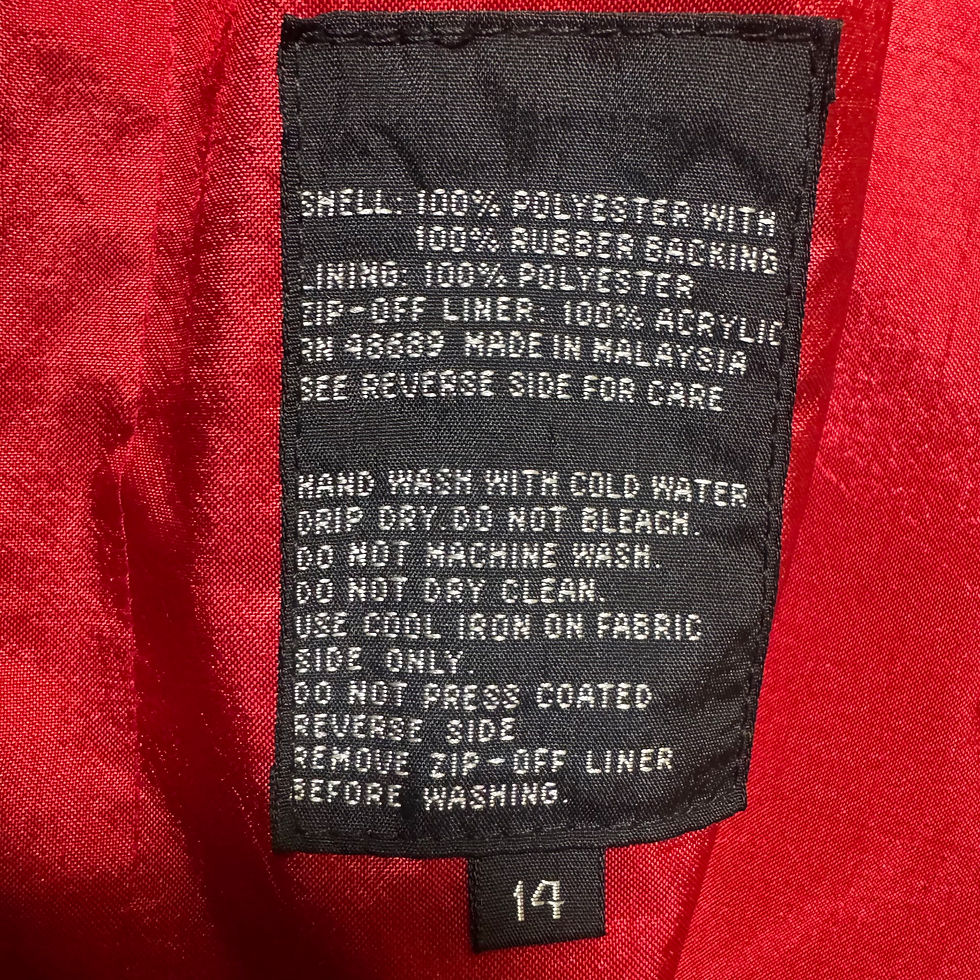 SHELL: 100% POLYESTER WITH
100% RUBBER BACKING
LINING: 100% POLYESTER
ZIP-OFF LINER: 100% ACRYLIC
RN MADE IN MALAYSIA
SEE REVERSE SIDE FOR CARE
HAND WASH WITH COLD WATER
DRIP DRY. DO NOT BLEACH.
DO NOT MACHINE WASH.
DO NOT DRY CLEAN.
USE COOL IRON ON FABRIC
SIDE ONLY.
DO NOT PRESS COATED
REVERSE SIDE
REMOVE ZIP-OFF LINER
BEFORE WASHING.
14